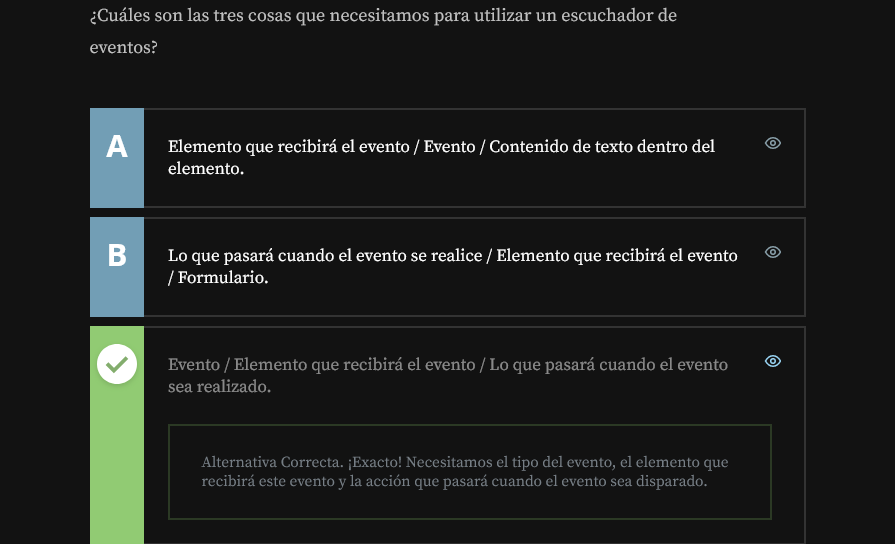 ¿Cuáles son las tres cosas que necesitamos para utilizar un escuchador de
eventos?
A
Elemento que recibirá el evento / Evento / Contenido de texto dentro del
elemento.
B
Lo que pasará cuando el evento se realice / Elemento que recibirá el evento
/ Formulario.
Evento / Elemento que recibirá el evento / Lo que pasará cuando el evento
sea realizado.
Alternativa Correcta. ¡Exacto! Necesitamos el tipo del evento, el elemento que
recibirá este evento y la acción que pasará cuando el evento sea disparado.